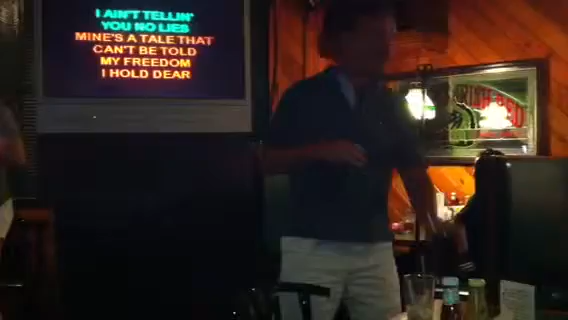 I AIN'T TELLIN'
YOU NO LIES
MINE'S A TALE THAT
CAN'T BE TOLD
MY FREEDOM
I HOLD DEAR